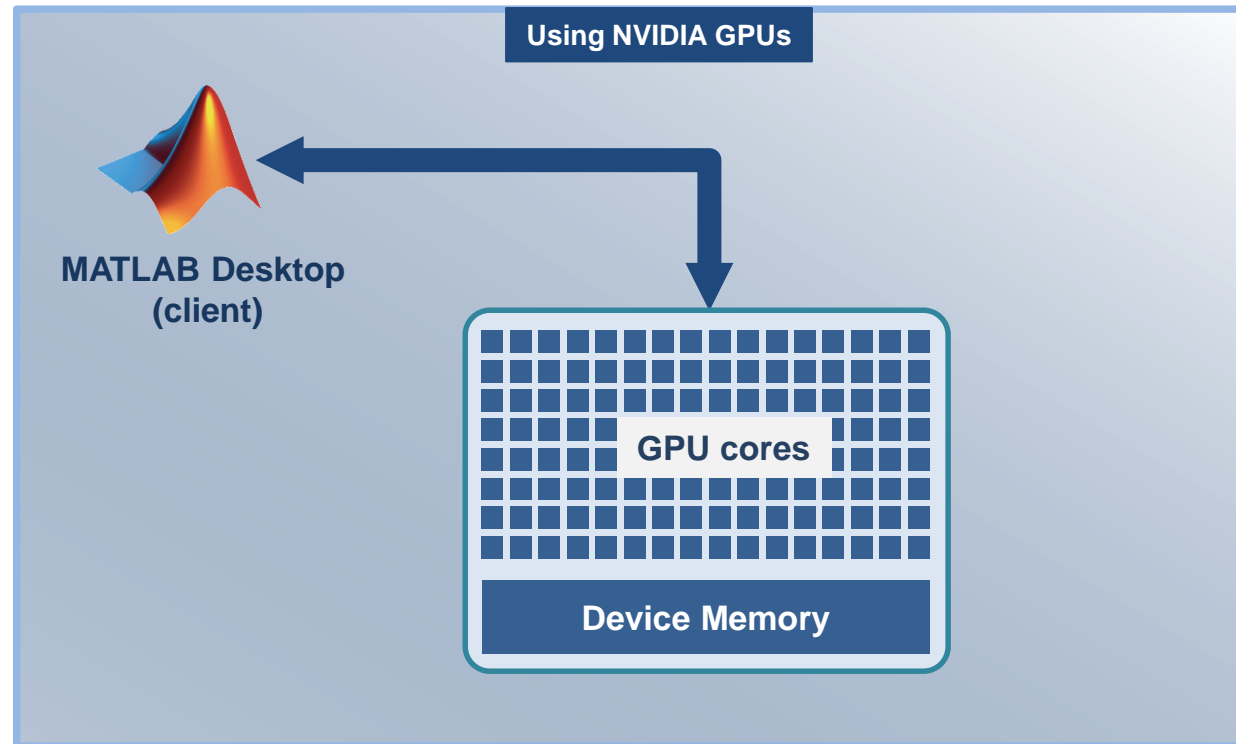 Using NVIDIA GPUs
MATLAB Desktop
(client)
GPU cores
Device Memory